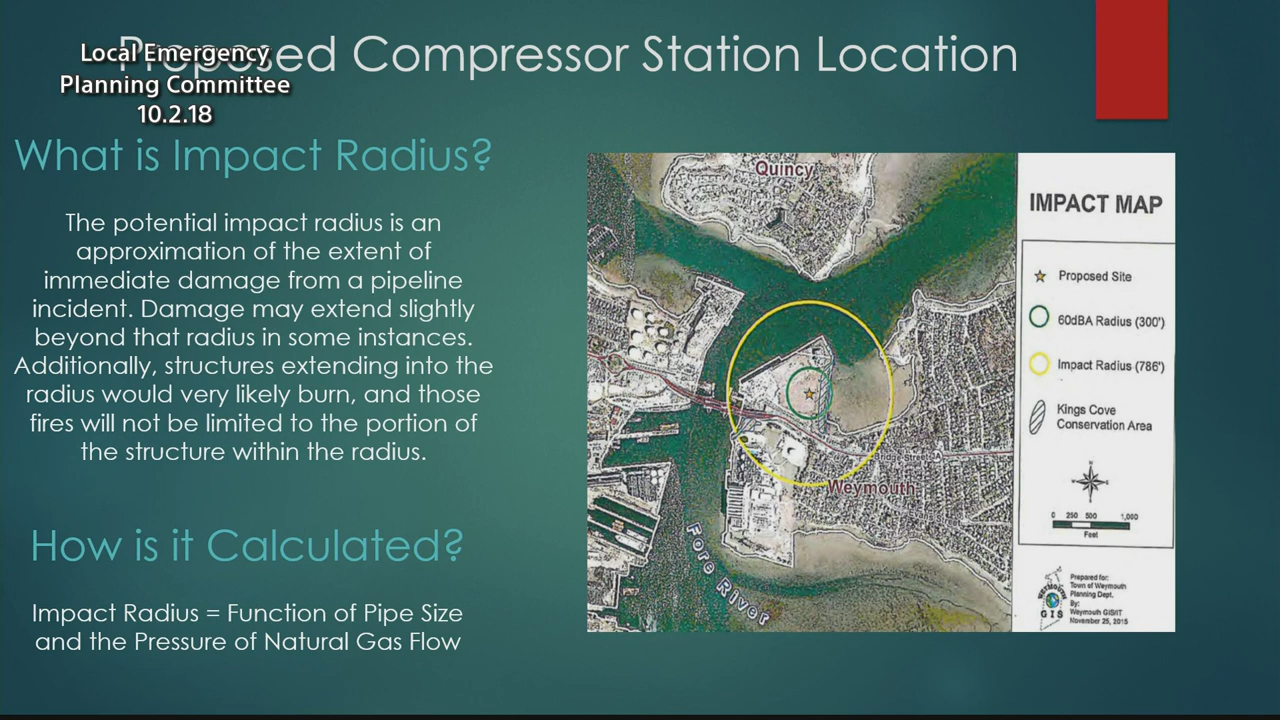 Proposed Compressor Station Location
Local Emergency
Planning Committee
10.2.18
What is Impact Radius?
The potential impact radius is an
approximation of the extent of
immediate damage from a pipeline
incident. Damage may extend slightly
beyond that radius in some instances.
Additionally, structures extending into the
radius would very likely burn, and those
fires will not be limited to the portion of
the structure within the radius.
How is it Calculated?
Impact Radius = Function of Pipe Size
and the Pressure of Natural Gas Flow
Quincy
Bridge Street
Weymouth
Fore River
IMPACT MAP
Proposed Site
60dBA Radius (300')
Impact Radius (786')
Kings Cove
Conservation Area
0 250 500 1,000
Feet
Prepared for:
Town of Weymouth
Planning Dept.
By:
Weymouth GIS/IT
November 25, 2015
WEYMOUTH
GIS